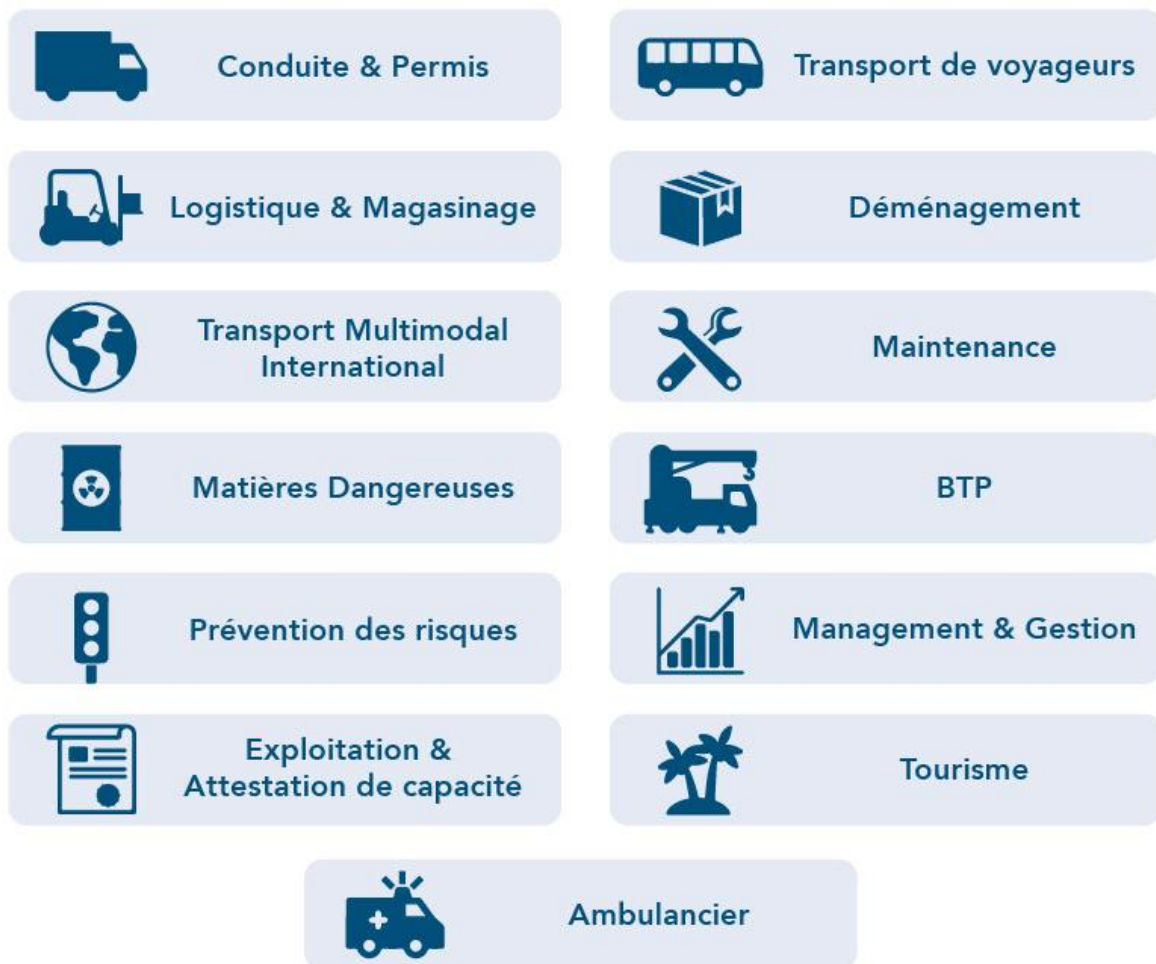 Conduite & Permis
Transport de voyageurs
Logistique & Magasinage
Déménagement
Transport Multimodal
International
Maintenance
Matières Dangereuses
BTP
Prévention des risques
Management & Gestion
Exploitation &
Attestation de capacité
Tourisme
Ambulancier